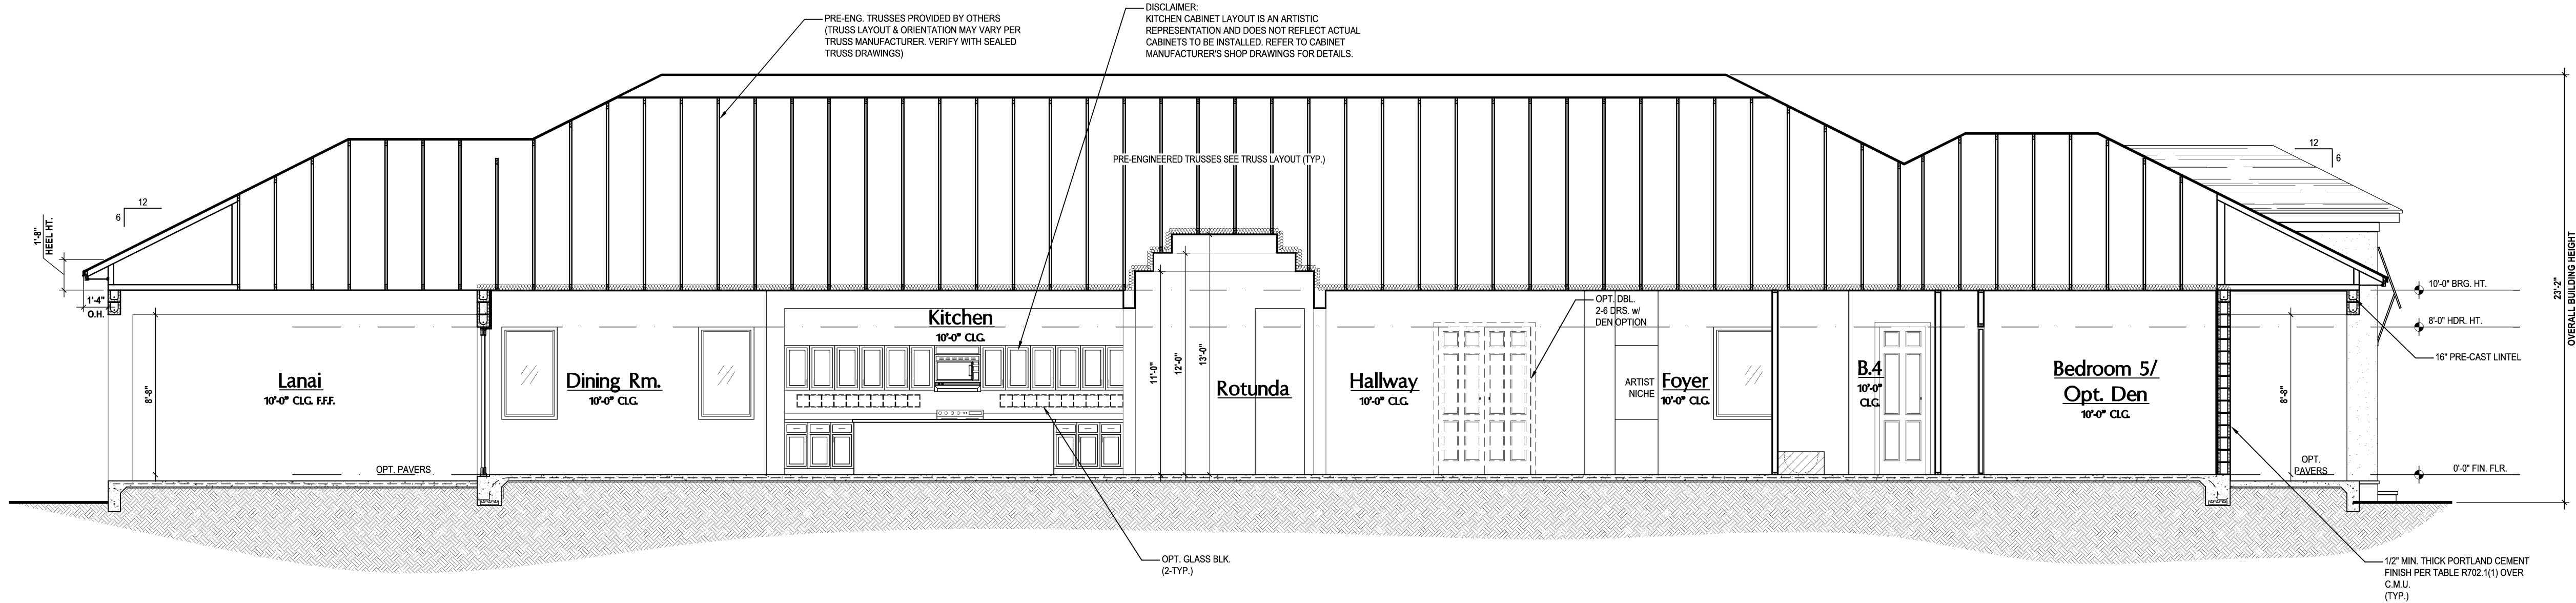 PRE-ENG. TRUSSES PROVIDED BY OTHERS
(TRUSS LAYOUT & ORIENTATION MAY VARY PER
TRUSS MANUFACTURER. VERIFY WITH SEALED
TRUSS DRAWINGS)
DISCLAIMER:
KITCHEN CABINET LAYOUT IS AN ARTISTIC
REPRESENTATION AND DOES NOT REFLECT ACTUAL
CABINETS TO BE INSTALLED. REFER TO CABINET
MANUFACTURER'S SHOP DRAWINGS FOR DETAILS.
PRE-ENGINEERED TRUSSES SEE TRUSS LAYOUT (TYP.)
12
6
12
6
1'-8"
HEEL HT.
1'-4"
O.H.
23'-2"
OVERALL BUILDING HEIGHT
10'-0" BRG. HT.
8'-0" HDR. HT.
16" PRE-CAST LINTEL
0'-0" FIN. FLR.
8'-8"
Lanai
10'-0" CLG. F.F.F.
OPT. PAVERS
Dining Rm.
10'-0" CLG.
Kitchen
10'-0" CLG.
11'-0"
12'-0"
13'-0"
Rotunda
Hallway
10'-0" CLG.
OPT. DBL.
2-6 DRS. w/
DEN OPTION
ARTIST
NICHE
Foyer
10'-0" CLG.
B.4
10'-0"
CLG.
Bedroom 5/
Opt. Den
10'-0" CLG.
8'-8"
OPT.
PAVERS
OPT. GLASS BLK.
(2-TYP.)
1/2" MIN. THICK PORTLAND CEMENT
FINISH PER TABLE R702.1(1) OVER
C.M.U.
(TYP.)